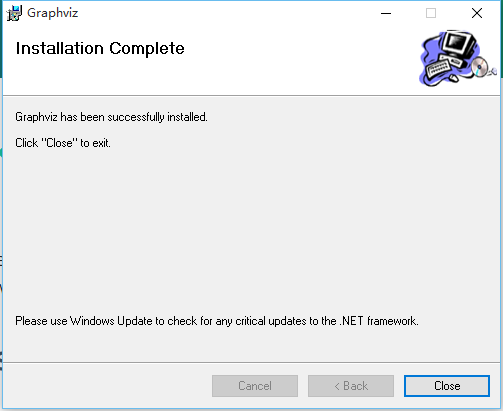 Graphviz
Installation Complete
Graphviz has been successfully installed.
Click "Close" to exit.
Please use Windows Update to check for any critical updates to the .NET framework.
Cancel
< Back
Close